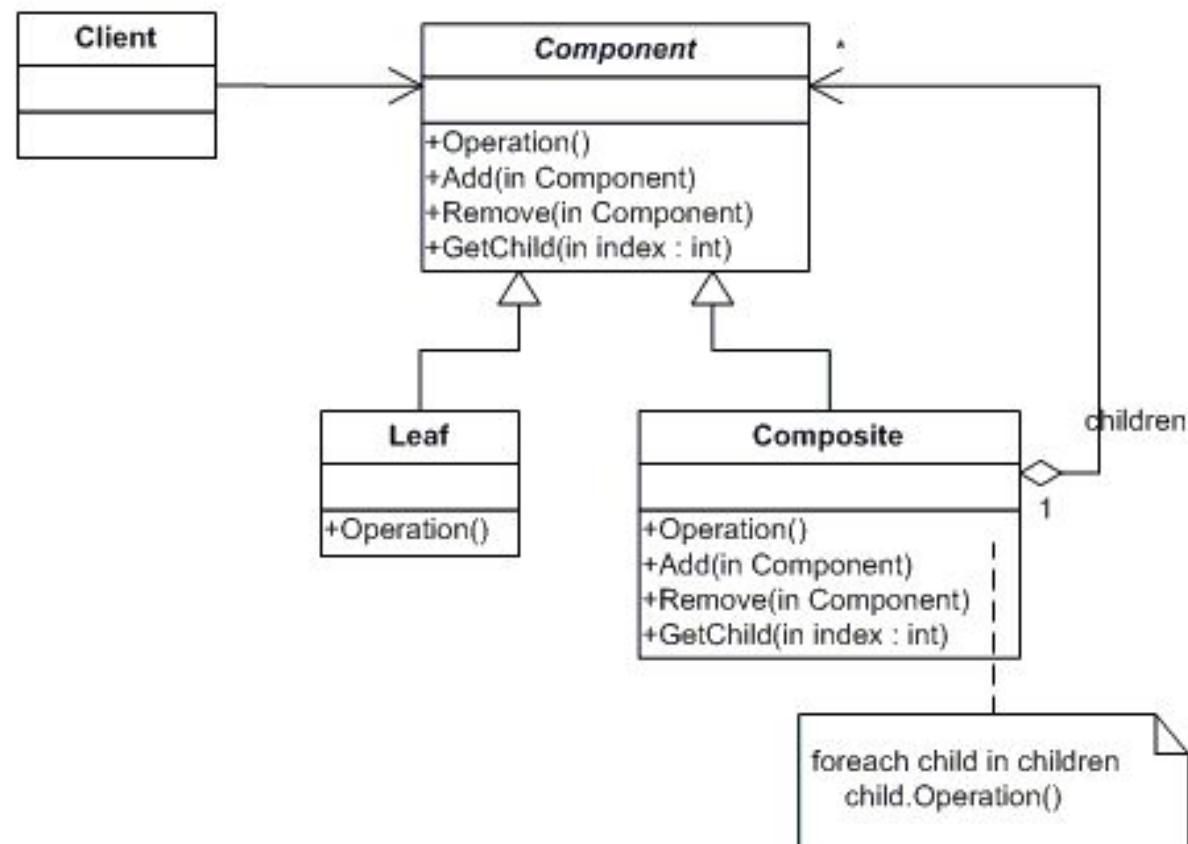 Client
Component
*
+Operation()
+Add(in Component)
+Remove(in Component)
+GetChild(in index : int)
Leaf
+Operation()
Composite
children
1
+Operation()
+Add(in Component)
+Remove(in Component)
+GetChild(in index : int)
foreach child in children
child.Operation()